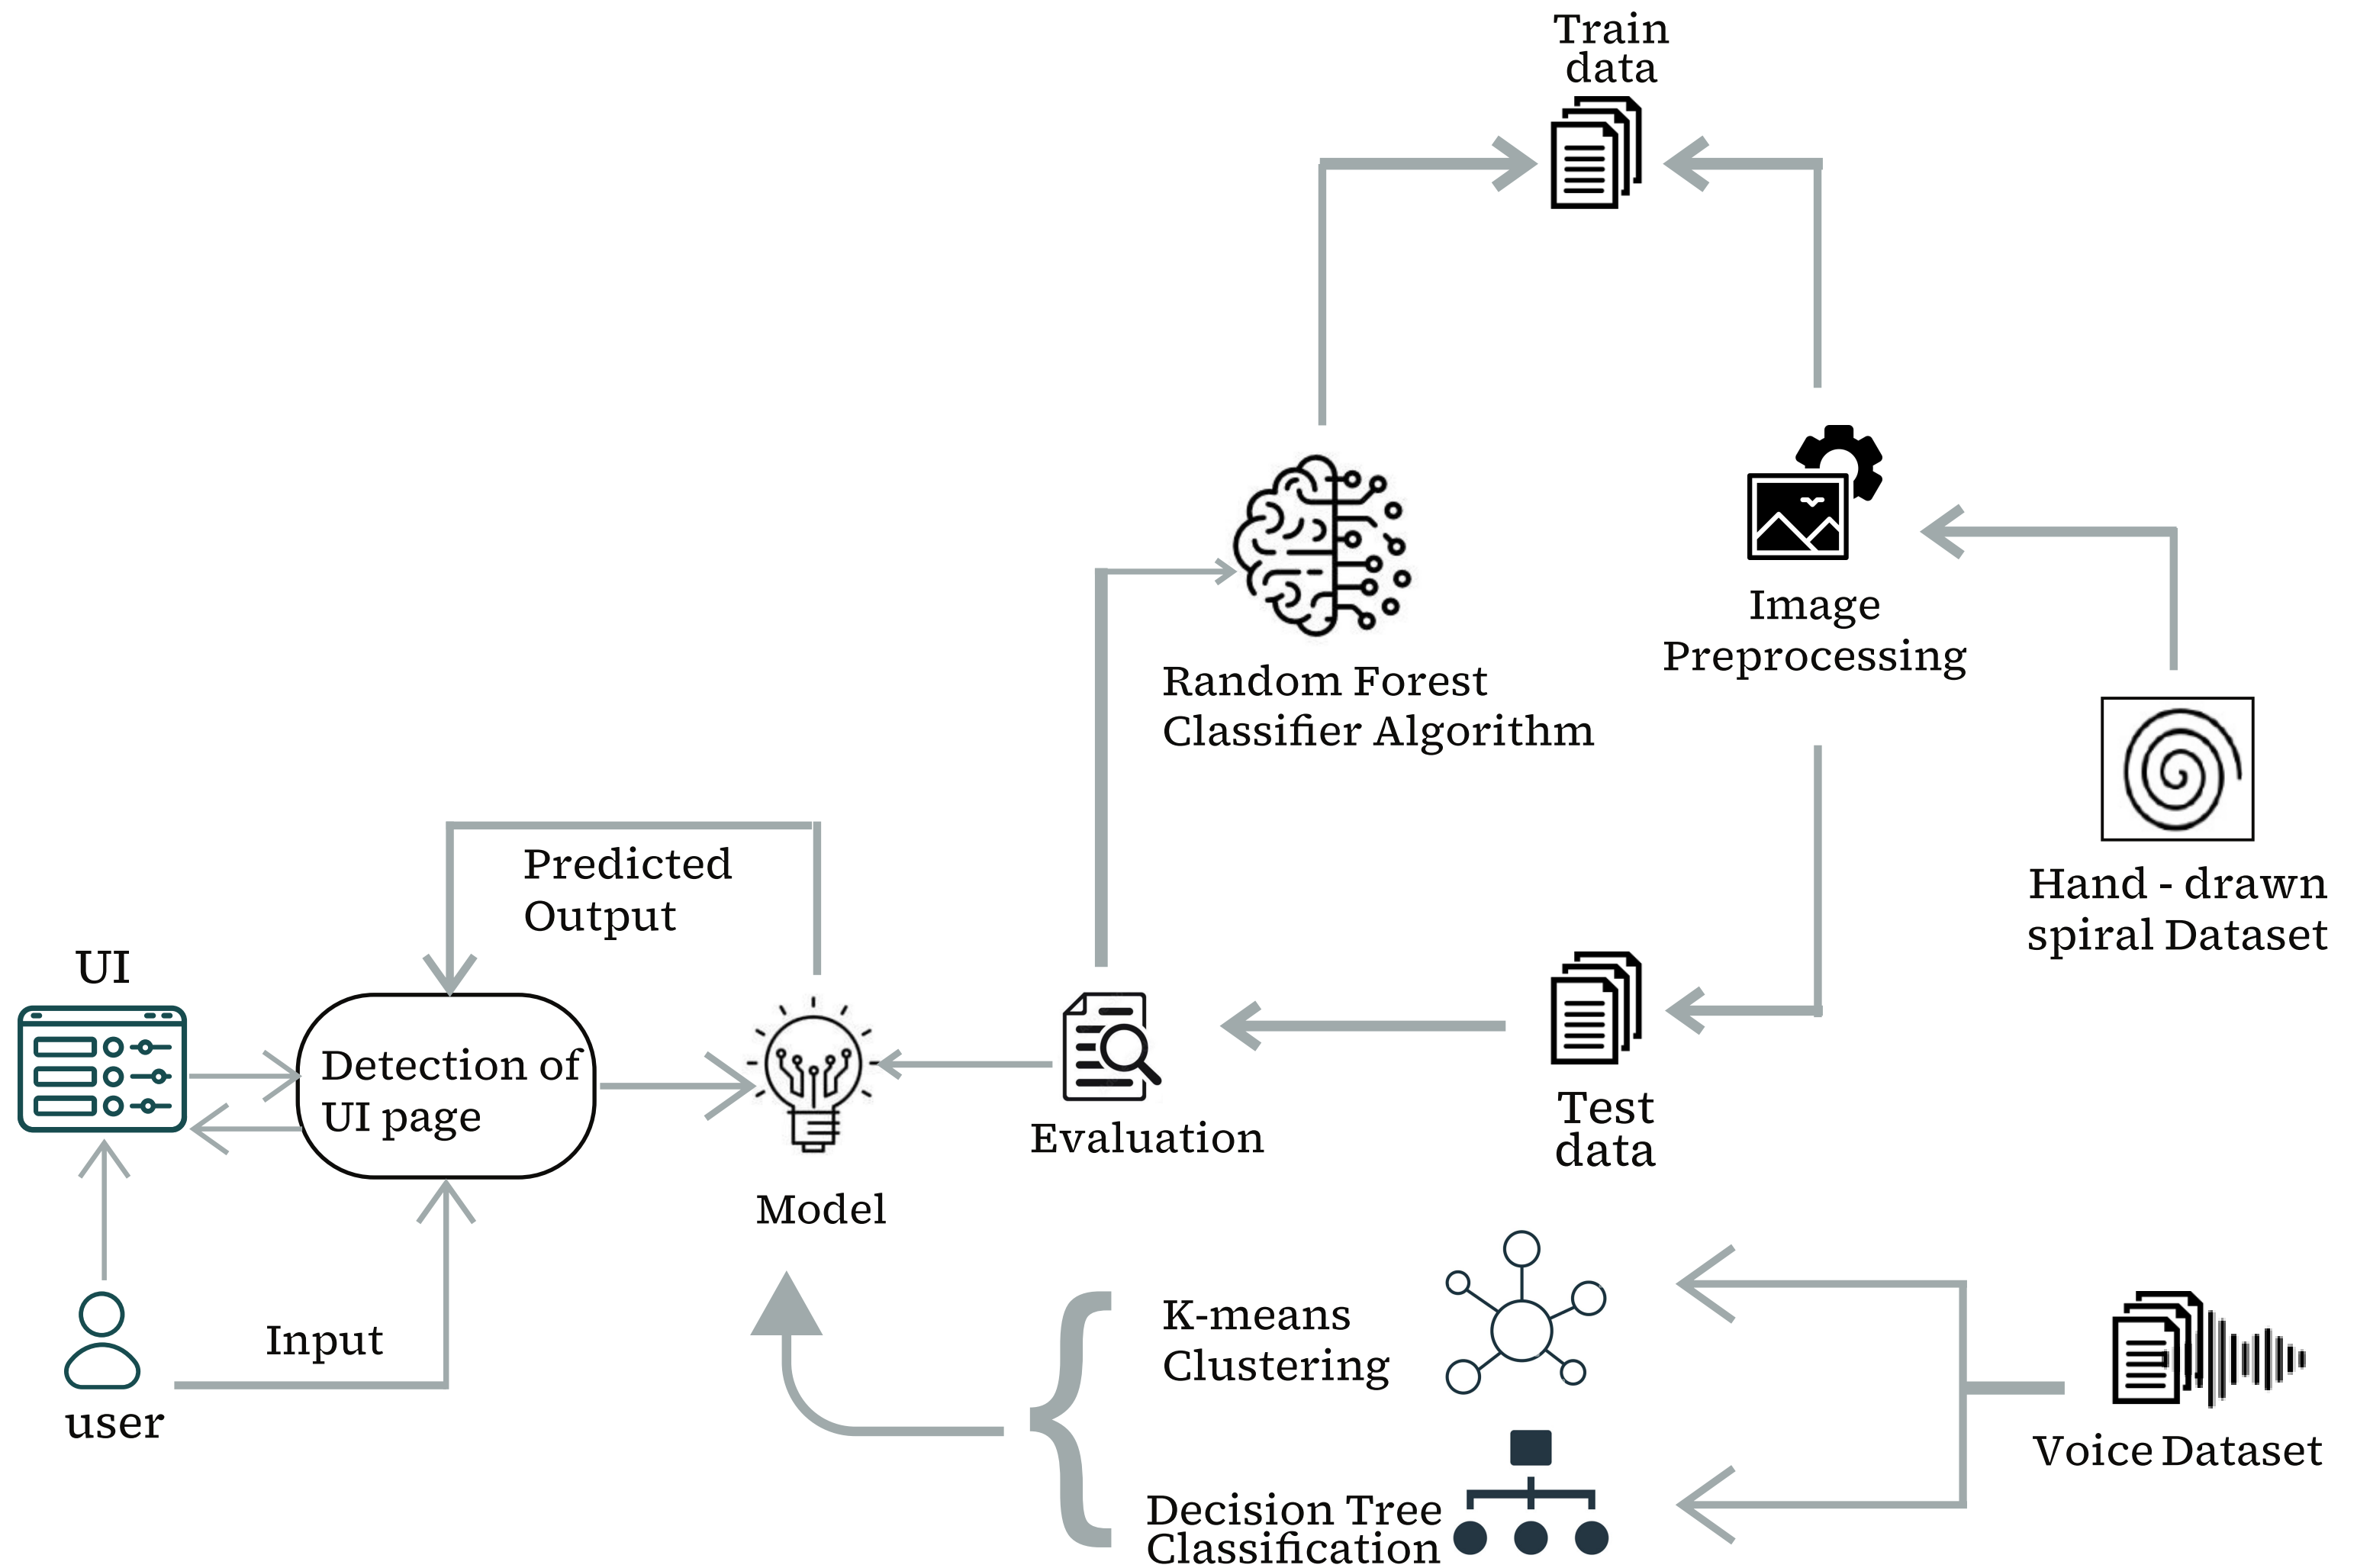 Train
data
Random Forest
Classifier Algorithm
Image
Preprocessing
Hand - drawn
spiral Dataset
Predicted
Output
UI
Detection of
UI page
Model
Evaluation
Test
data
Input
user
K-means
Clustering
Decision Tree
Classification
Voice Dataset